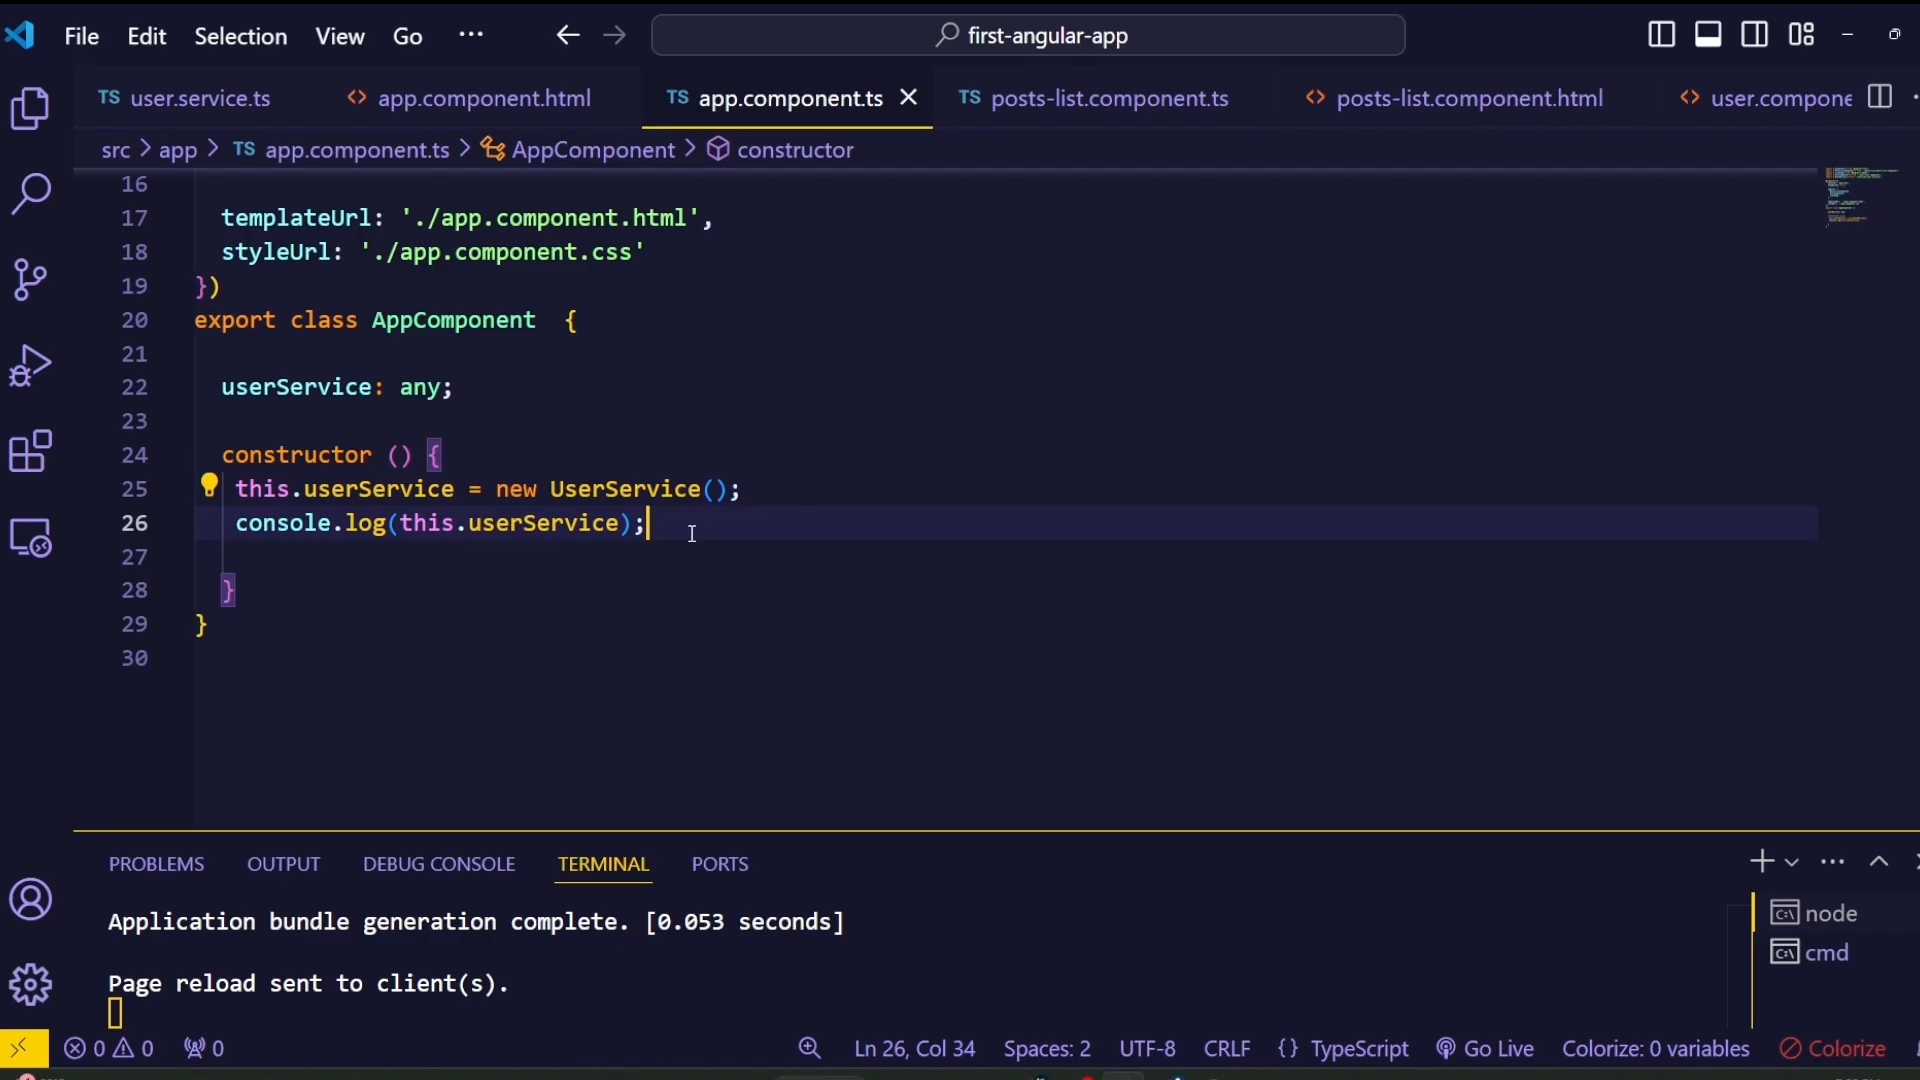 File Edit Selection View Go ··· first-angular-app
TS user.service.ts <> app.component.html TS app.component.ts TS posts-list.component.ts <> posts-list.component.html <> user.compone
src > app > TS app.component.ts > AppComponent > constructor
16
17 templateUrl: './app.component.html',
18 styleUrl: './app.component.css'
19 })
20 export class AppComponent {
21
22 userService: any;
23
24 constructor () {
25 this.userService = new UserService();
26 console.log(this.userService);
27
28 }
29 }
30
PROBLEMS OUTPUT DEBUG CONSOLE TERMINAL PORTS
Application bundle generation complete. [0.053 seconds]
node
cmd
Page reload sent to client(s).
0 0 0 Ln 26, Col 34 Spaces: 2 UTF-8 CRLF {} TypeScript Go Live Colorize: 0 variables Colorize